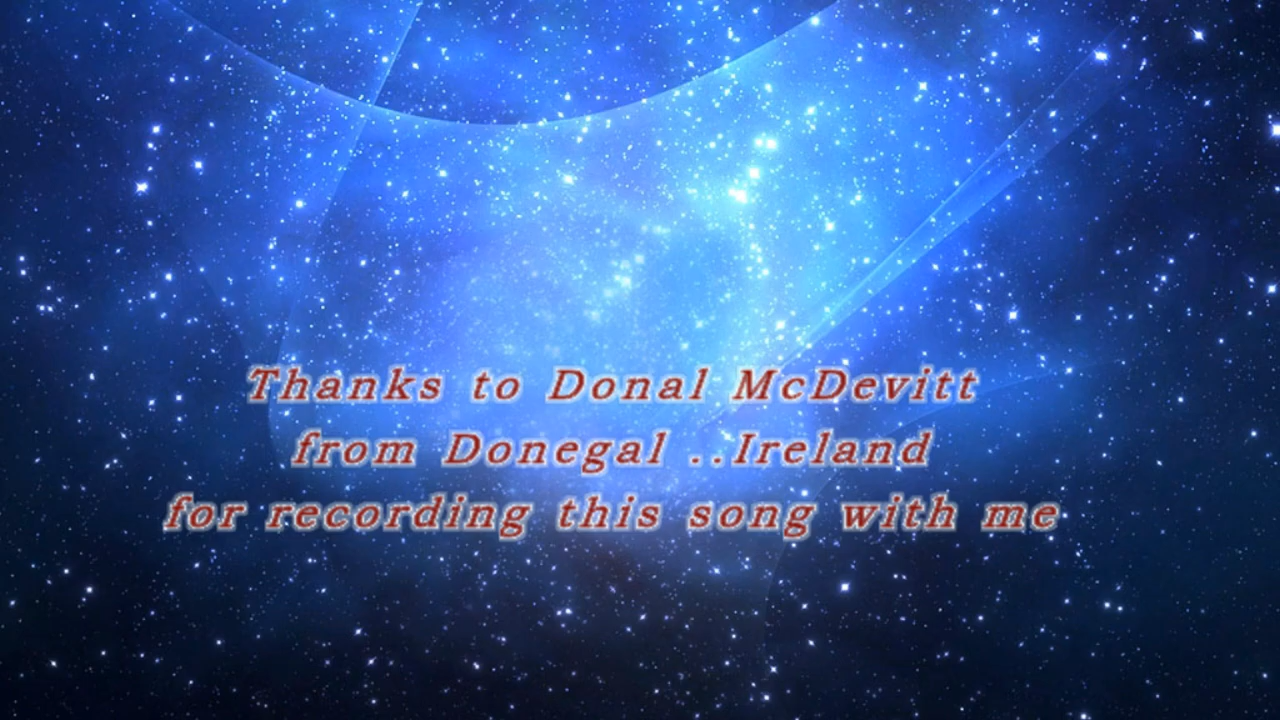 Thanks to Donal McDevitt
from Donegal ..Ireland
for recording this song with me